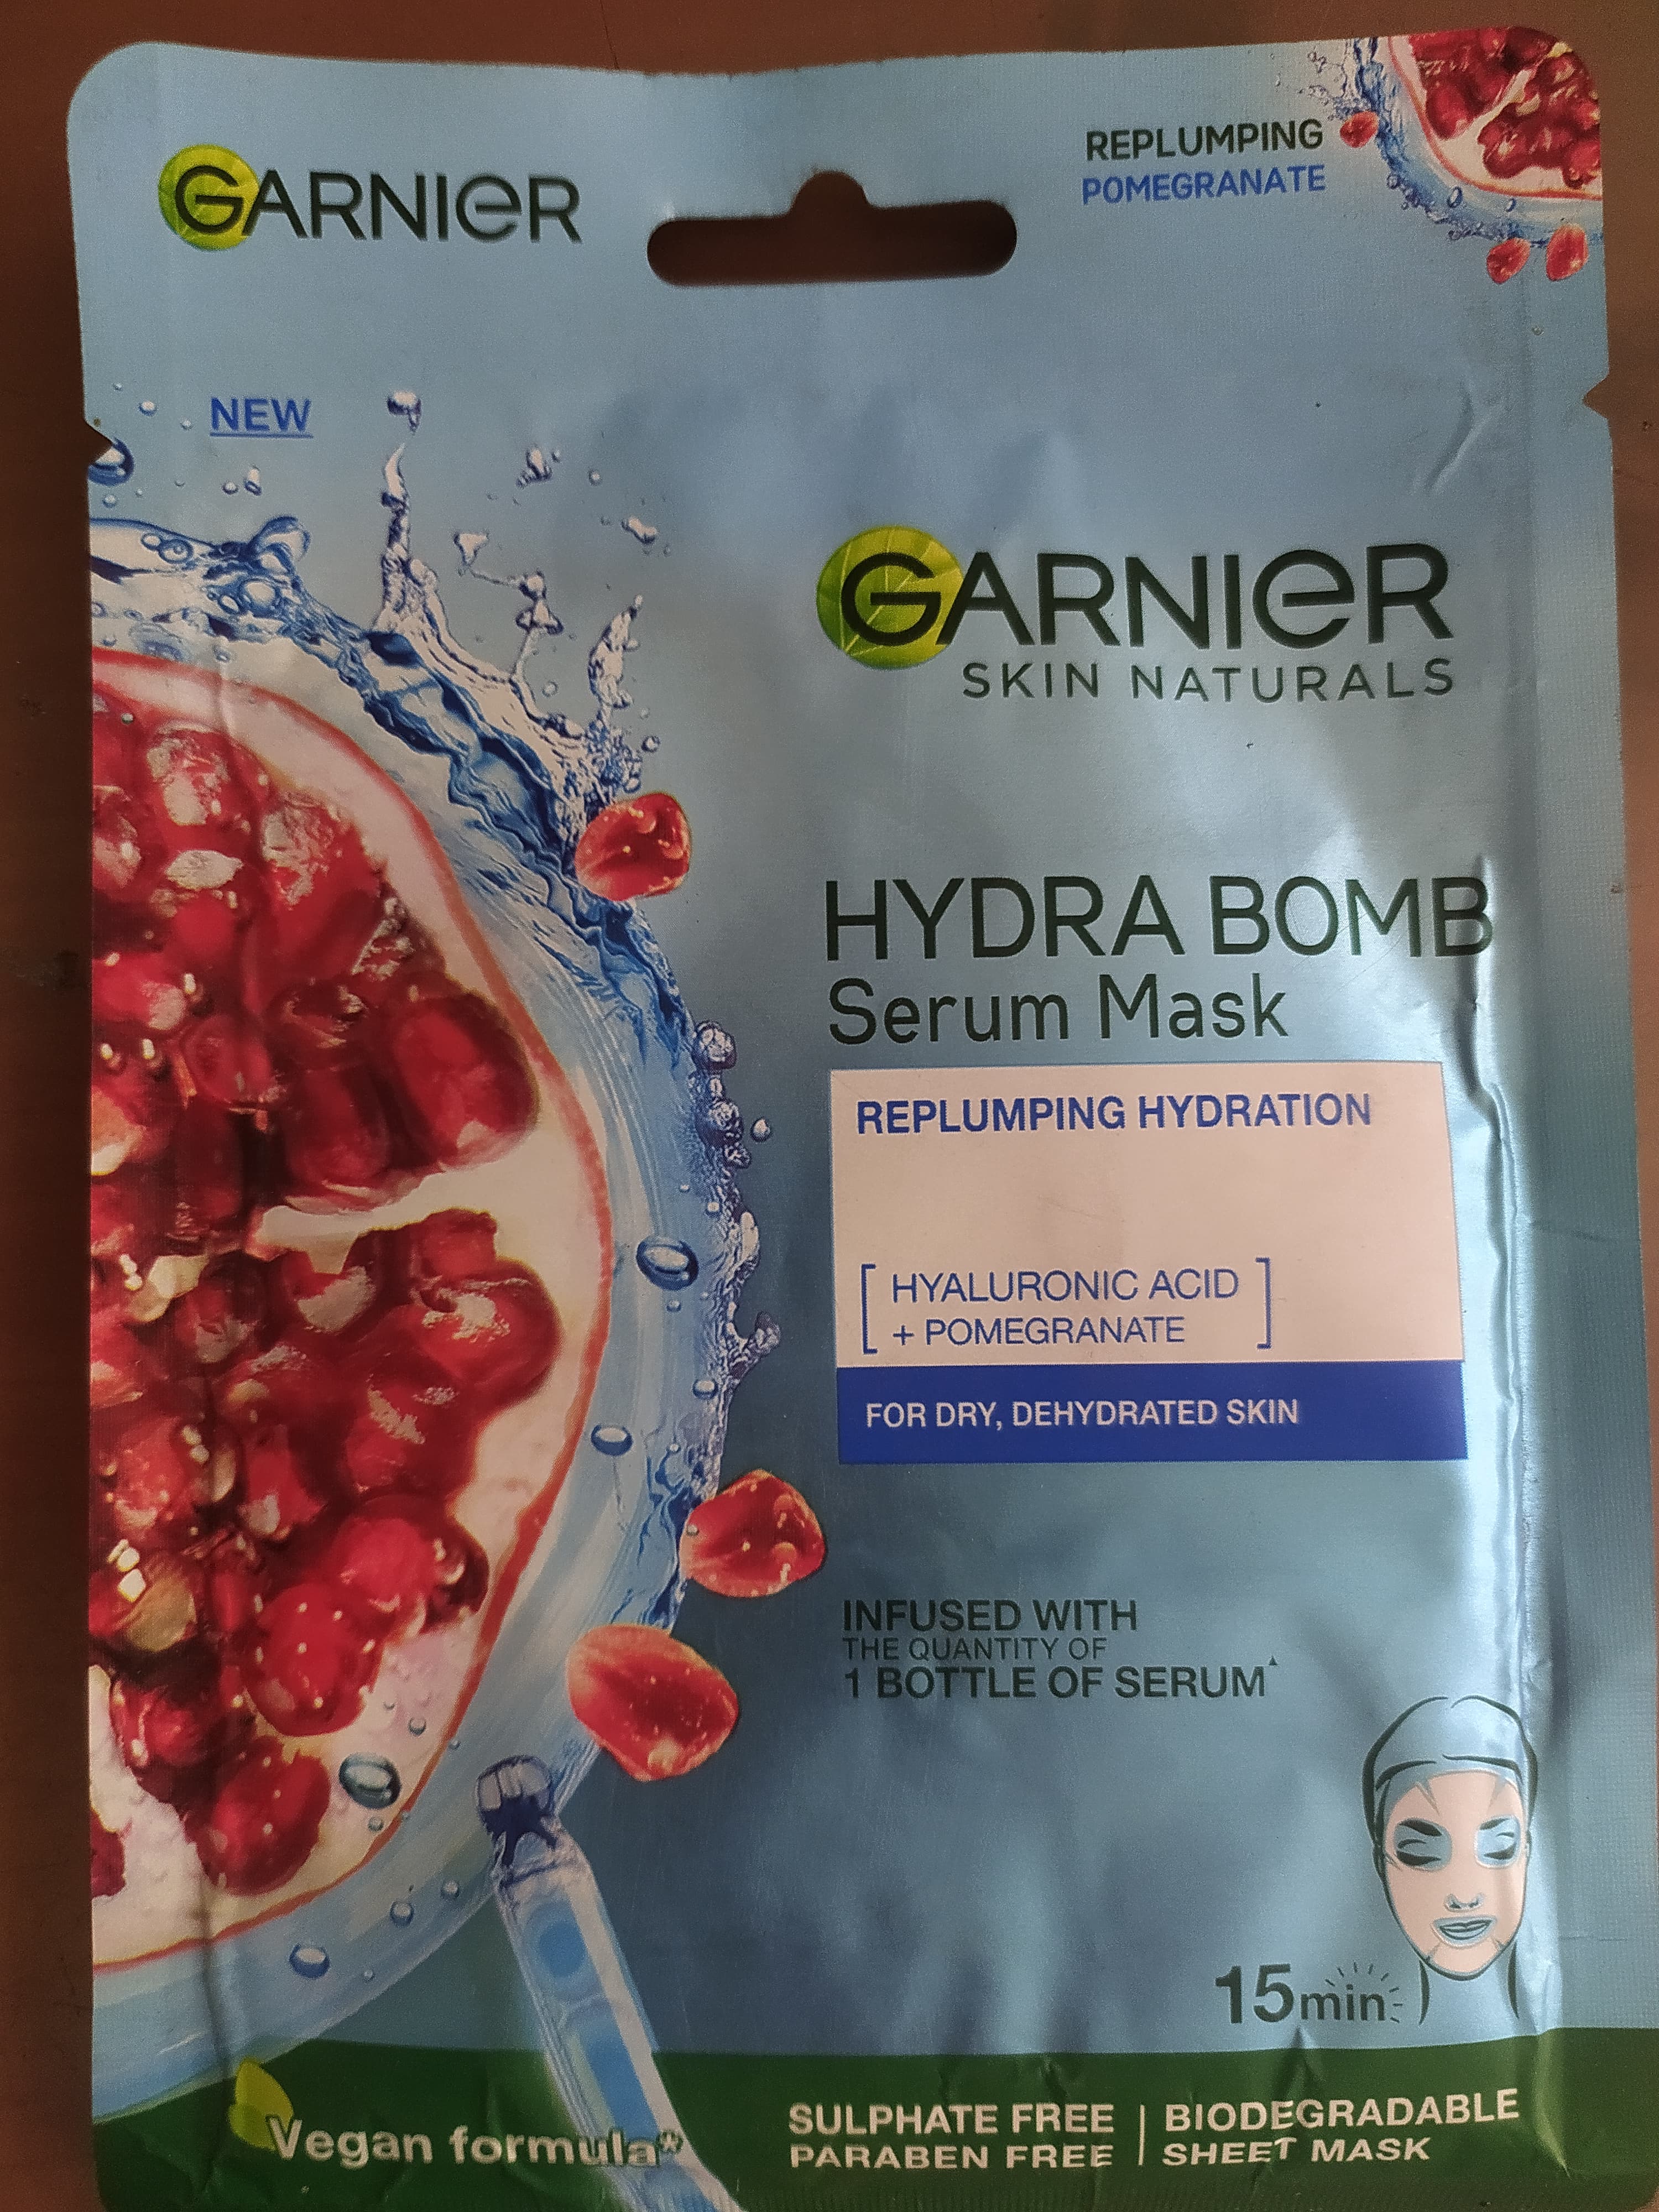 GARNIER
REPLUMPING
POMEGRANATE
NEW
GARNIER
SKIN NATURALS
HYDRA BOMB
Serum Mask
REPLUMPING HYDRATION
[ HYALURONIC ACID
+ POMEGRANATE ]
FOR DRY, DEHYDRATED SKIN
INFUSED WITH
THE QUANTITY OF
1 BOTTLE OF SERUM▲
15min
Vegan formula**
SULPHATE FREE | BIODEGRADABLE
PARABEN FREE | SHEET MASK